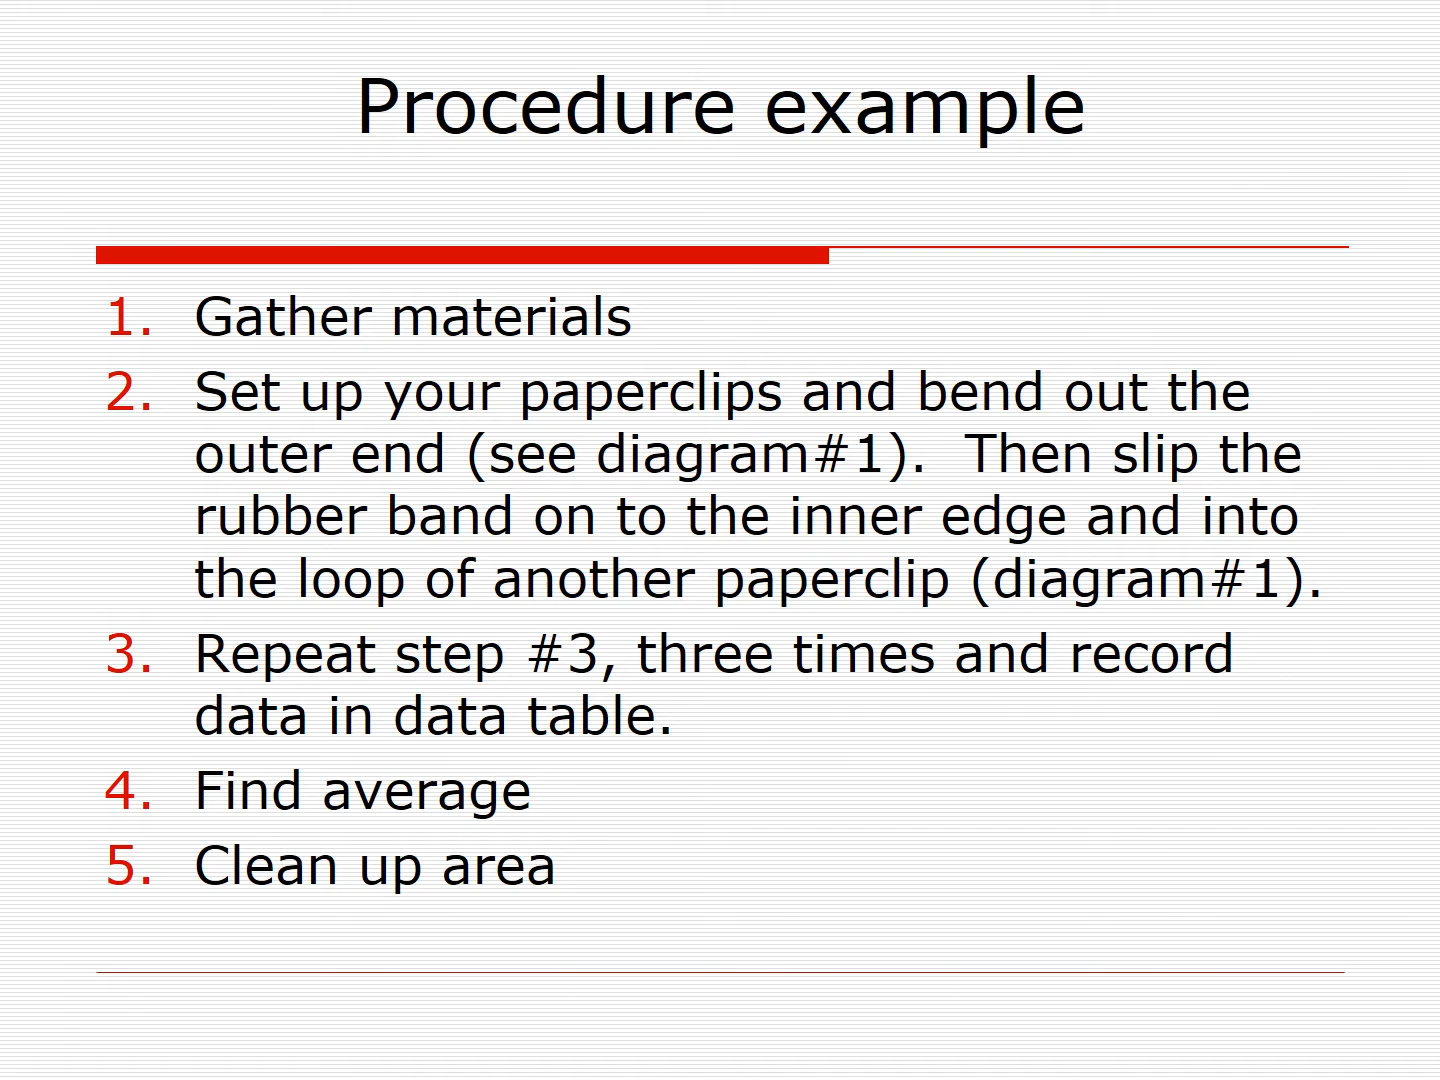 Procedure example
1. Gather materials
2. Set up your paperclips and bend out the
outer end (see diagram#1).  Then slip the
rubber band on to the inner edge and into
the loop of another paperclip (diagram#1).
3. Repeat step #3, three times and record
data in data table.
4. Find average
5. Clean up area